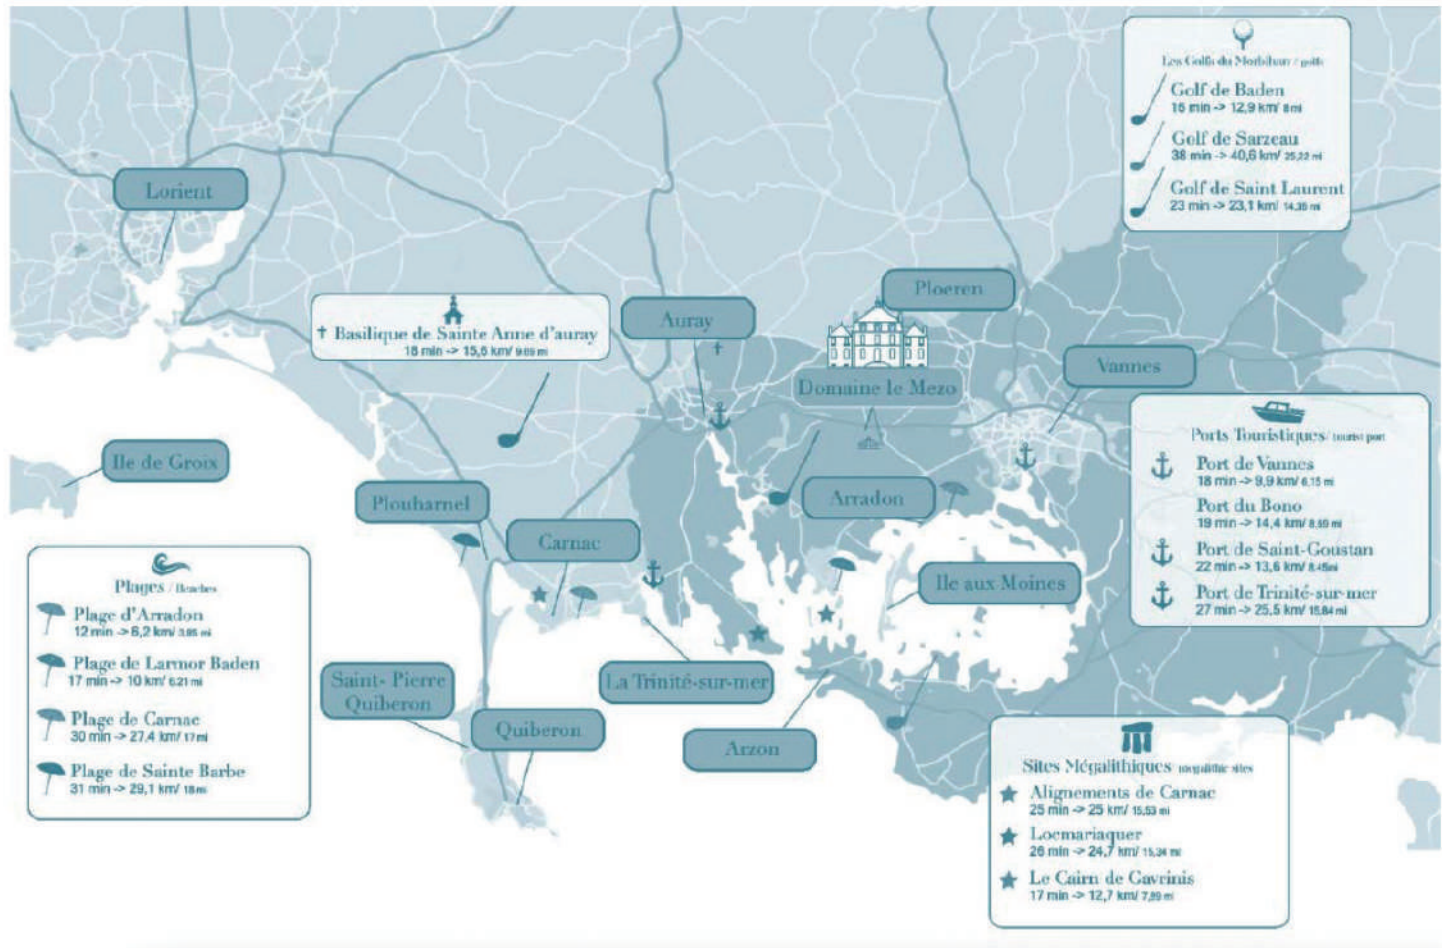 Les Golfs du Morbihan / golfs
Golf de Baden
16 min -> 12,9 km/ 8 mi
Golf de Sarzeau
38 min -> 40,6 km/ 25,22 mi
Golf de Saint Laurent
23 min -> 23,1 km/ 14,35 mi
Lorient
Ploeren
Basilique de Sainte Anne d'auray
18 min -> 15,6 km/ 9.69 mi
Auray
Vannes
Domaine le Mezo
Ports Touristiques/ tourist port
Port de Vannes
18 min -> 9,9 km/ 6,15 mi
Port du Bono
19 min -> 14,4 km/ 8,59 mi
Port de Saint-Goustan
22 min -> 13,6 km/ 8,45mi
Port de Trinité-sur-mer
27 min -> 25,5 km/ 15,84 mi
Ile de Groix
Plouharnel
Arradon
Carnac
Ile aux Moines
Plages / Beaches
Plage d'Arradon
12 min -> 6,2 km/ 3.85 mi
Plage de Larmor Baden
17 min -> 10 km/ 6.21 mi
Plage de Carnac
30 min -> 27,4 km/ 17 mi
Plage de Sainte Barbe
31 min -> 29,1 km/ 18 mi
Saint- Pierre
Quiberon
La Trinité-sur-mer
Quiberon
Arzon
Sites Mégalithiques/ megalithic sites
Alignements de Carnac
25 min -> 25 km/ 15,53 mi
Locmariaquer
26 min -> 24,7 km/ 15,34 mi
Le Cairn de Gavrinis
17 min -> 12,7 km/ 7,89 mi